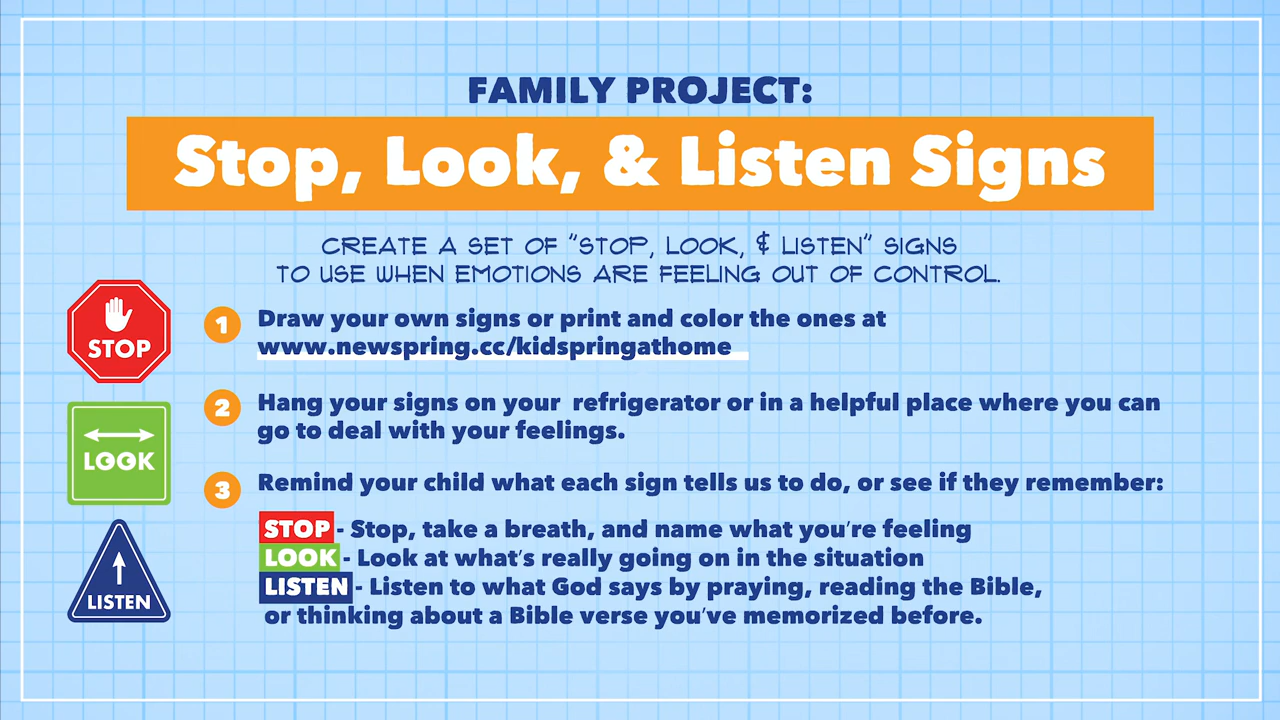 FAMILY PROJECT:
Stop, Look, & Listen Signs
CREATE A SET OF "STOP, LOOK, & LISTEN" SIGNS
TO USE WHEN EMOTIONS ARE FEELING OUT OF CONTROL.
STOP
LOOK
LISTEN
1 Draw your own signs or print and color the ones at
www.newspring.cc/kidspringathome
2 Hang your signs on your refrigerator or in a helpful place where you can
go to deal with your feelings.
3 Remind your child what each sign tells us to do, or see if they remember:
STOP - Stop, take a breath, and name what you're feeling
LOOK - Look at what's really going on in the situation
LISTEN - Listen to what God says by praying, reading the Bible,
or thinking about a Bible verse you've memorized before.